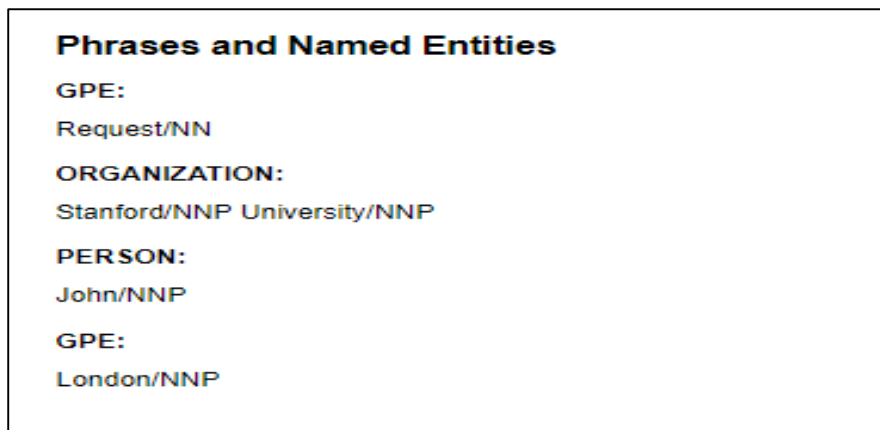 Phrases and Named Entities
GPE:
Request/NN
ORGANIZATION:
Stanford/NNP University/NNP
PERSON:
John/NNP
GPE:
London/NNP